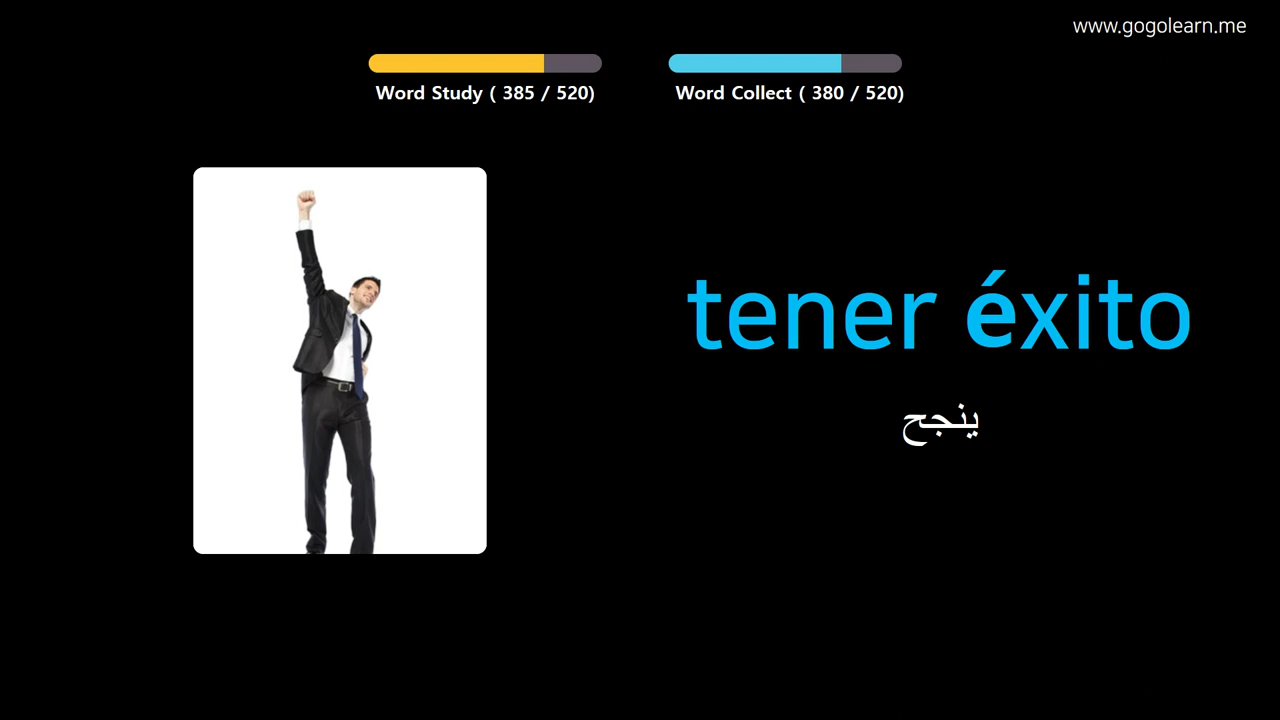 www.gogolearn.me
Word Study ( 385 / 520)
Word Collect ( 380 / 520)
tener éxito
ينجح